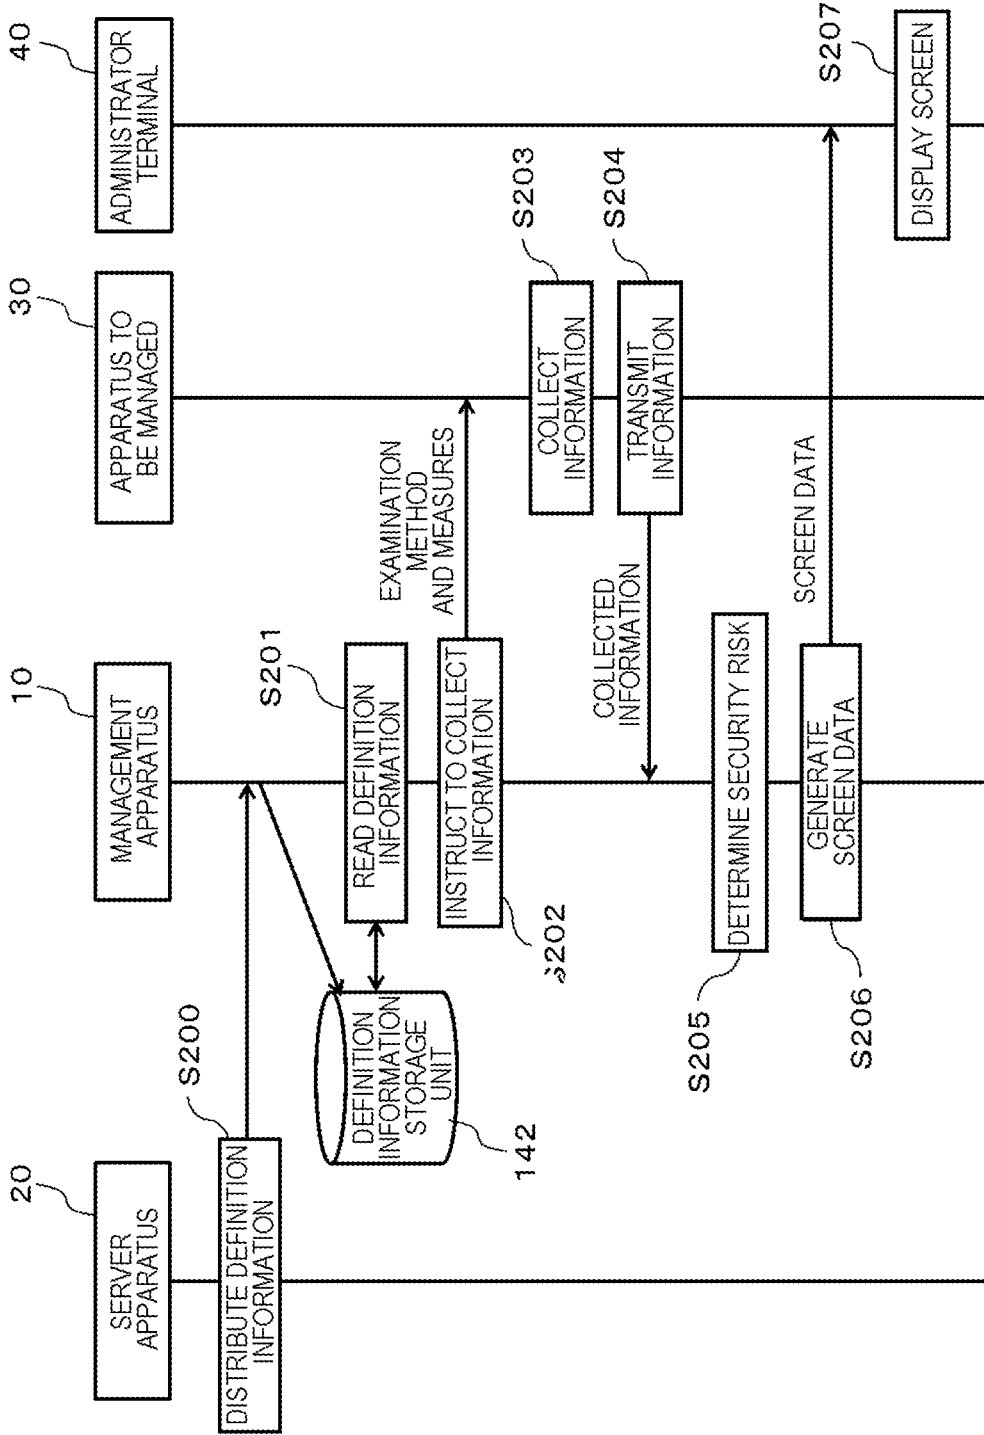 20
SERVER
APPARATUS
10
MANAGEMENT
APPARATUS
30
APPARATUS TO
BE MANAGED
40
ADMINISTRATOR
TERMINAL
S200
DISTRIBUTE DEFINITION
INFORMATION
DEFINITION
INFORMATION
STORAGE
UNIT
142
S201
READ DEFINITION
INFORMATION
INSTRUCT TO COLLECT
INFORMATION
S202
EXAMINATION
METHOD
AND MEASURES
S203
COLLECT
INFORMATION
S204
TRANSMIT
INFORMATION
COLLECTED
INFORMATION
S205
DETERMINE SECURITY RISK
S206
GENERATE
SCREEN DATA
SCREEN DATA
S207
DISPLAY SCREEN